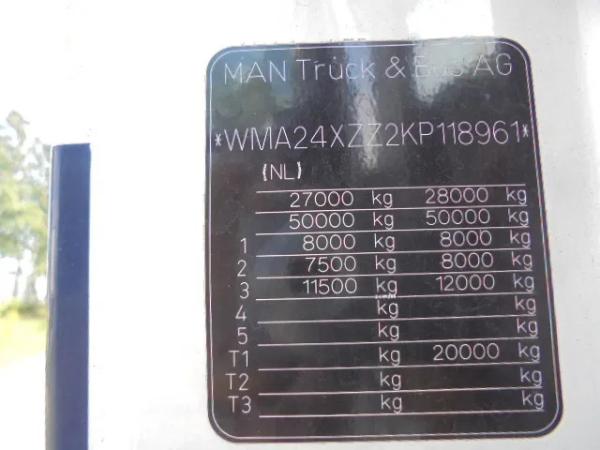 MAN Truck & Bus AG
*WMA24XZZ2KP118961*
(NL)
27000 kg 28000 kg
50000 kg 50000 kg
1 8000 kg 8000 kg
2 7500 kg 8000 kg
3 11500 kg 12000 kg
4 kg kg
5 kg kg
T1 kg 20000 kg
T2 kg kg
T3 kg kg